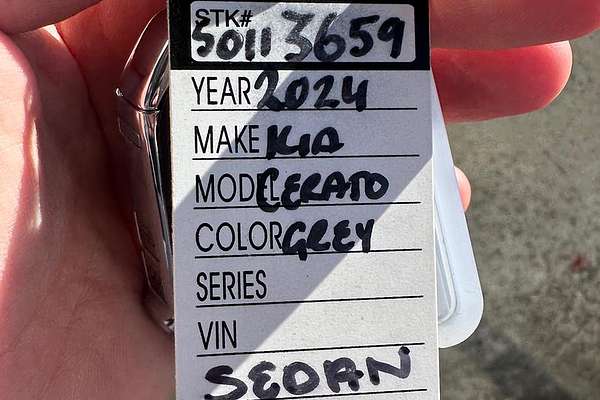 STK#
50113659
YEAR 2024
MAKE KIA
MODEL CERATO
COLOR GREY
SERIES
VIN
SEDAN